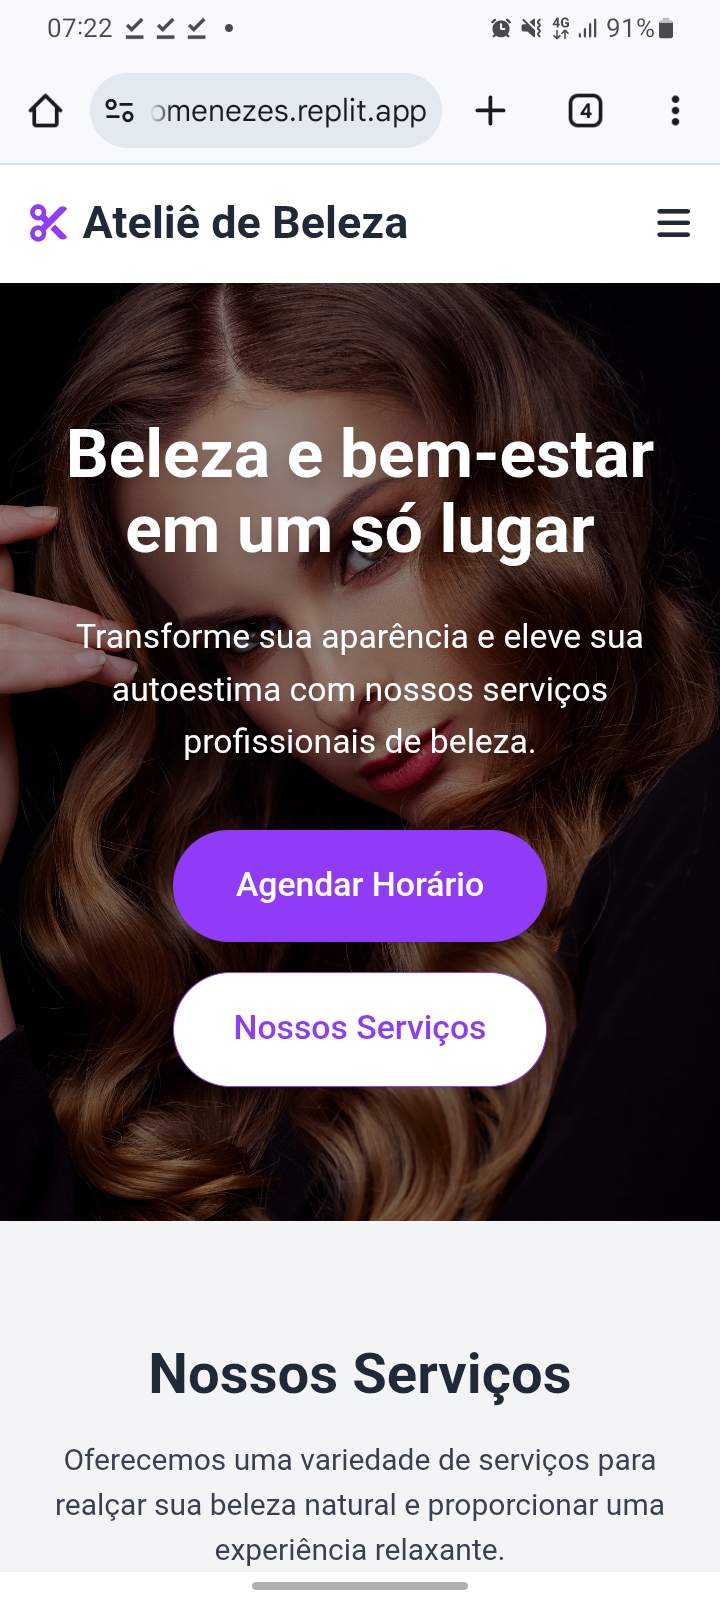 07:22
4G
91%
omenezes.replit.app
4
Ateliê de Beleza
Beleza e bem-estar
em um só lugar
Transforme sua aparência e eleve sua
autoestima com nossos serviços
profissionais de beleza.
Agendar Horário
Nossos Serviços
Nossos Serviços
Oferecemos uma variedade de serviços para
realçar sua beleza natural e proporcionar uma
experiência relaxante.